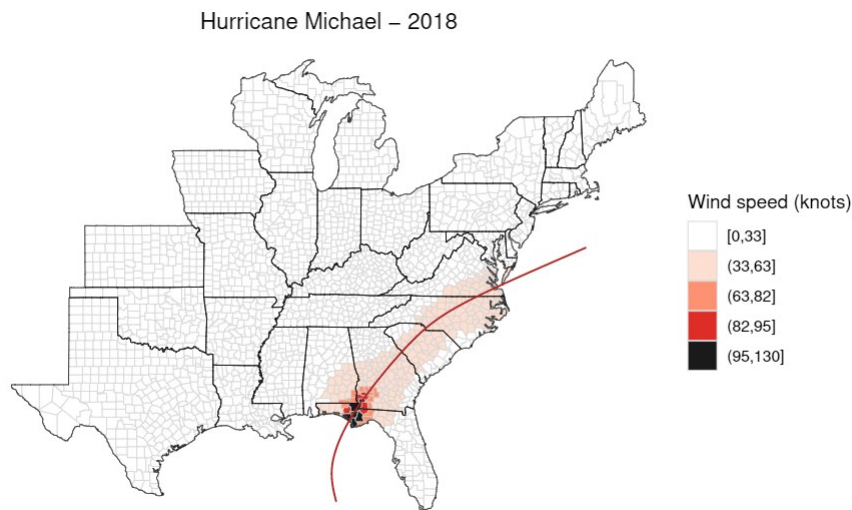 Hurricane Michael – 2018
Wind speed (knots)
[0,33]
(33,63]
(63,82]
(82,95]
(95,130]